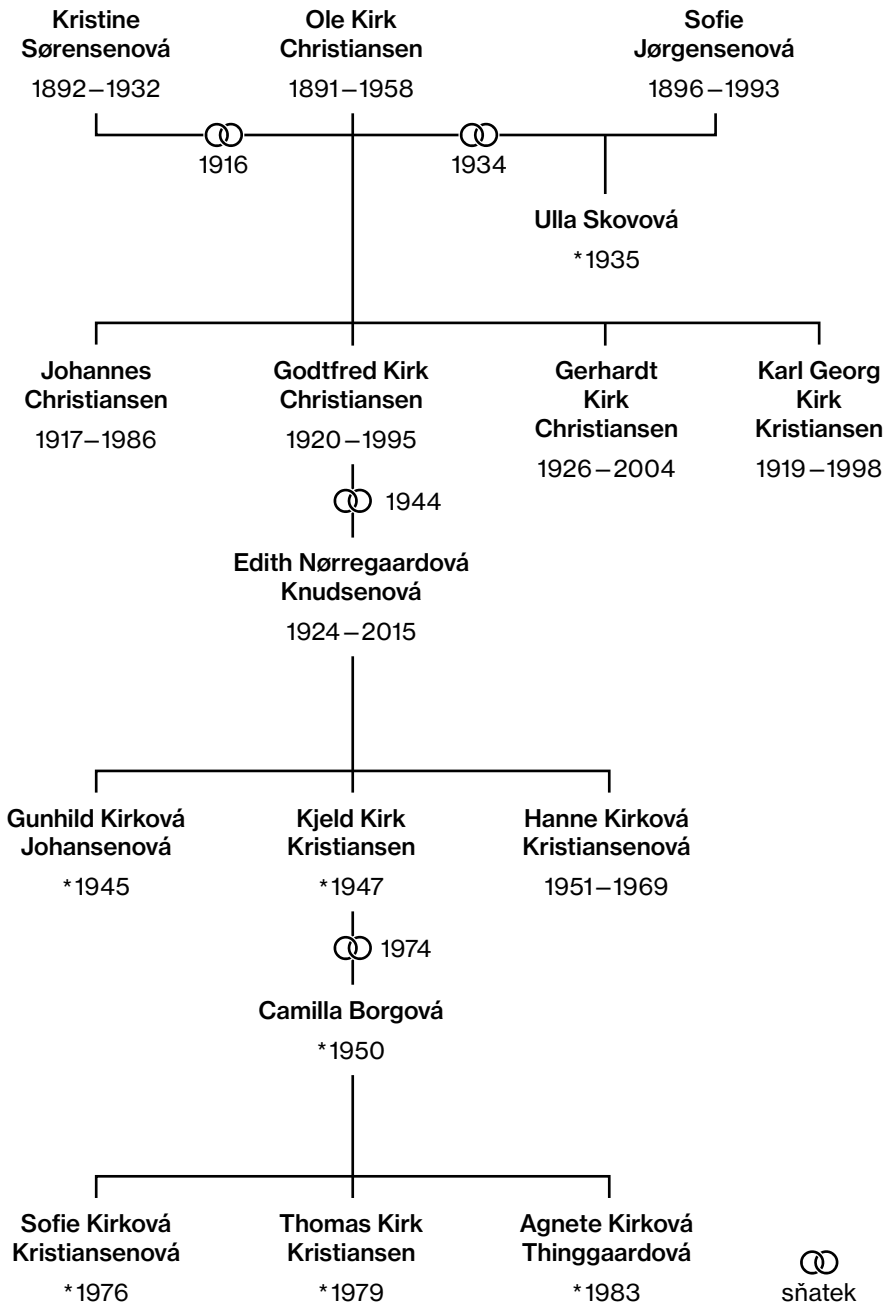 Kristine
Sørensenová
1892–1932
Ole Kirk
Christiansen
1891–1958
Sofie
Jørgensenová
1896–1993
1916
1934
Ulla Skovová
*1935
Johannes
Christiansen
1917–1986
Godtfred Kirk
Christiansen
1920–1995
Gerhardt
Kirk
Christiansen
1926–2004
Karl Georg
Kirk
Kristiansen
1919–1998
1944
Edith Nørregaardová
Knudsenová
1924–2015
Gunhild Kirková
Johansenová
*1945
Kjeld Kirk
Kristiansen
*1947
Hanne Kirková
Kristiansenová
1951–1969
1974
Camilla Borgová
*1950
Sofie Kirková
Kristiansenová
*1976
Thomas Kirk
Kristiansen
*1979
Agnete Kirková
Thinggaardová
*1983
sňatek